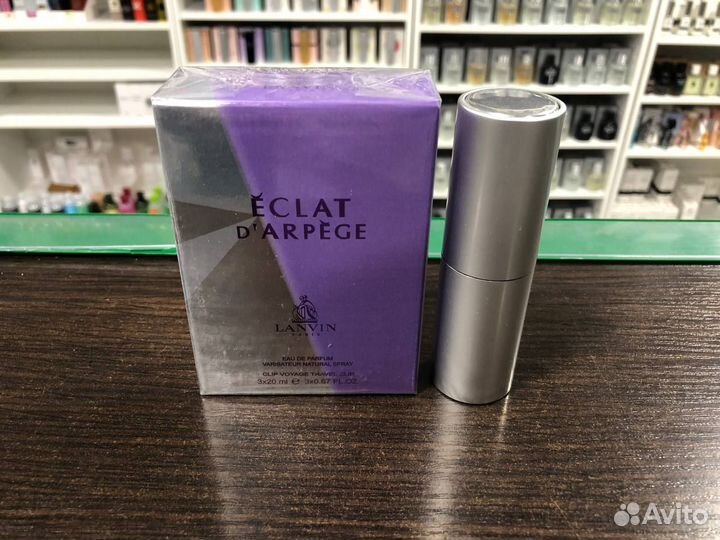 ÉCLAT
D'ARPÈGE
LANVIN
PARIS
EAU DE PARFUM
VARISATEUR NATURAL SPRAY
CLIP VOYAGE TRAVEL CLIP
3x20 ml e 3x0.67 FL.OZ.
Avito